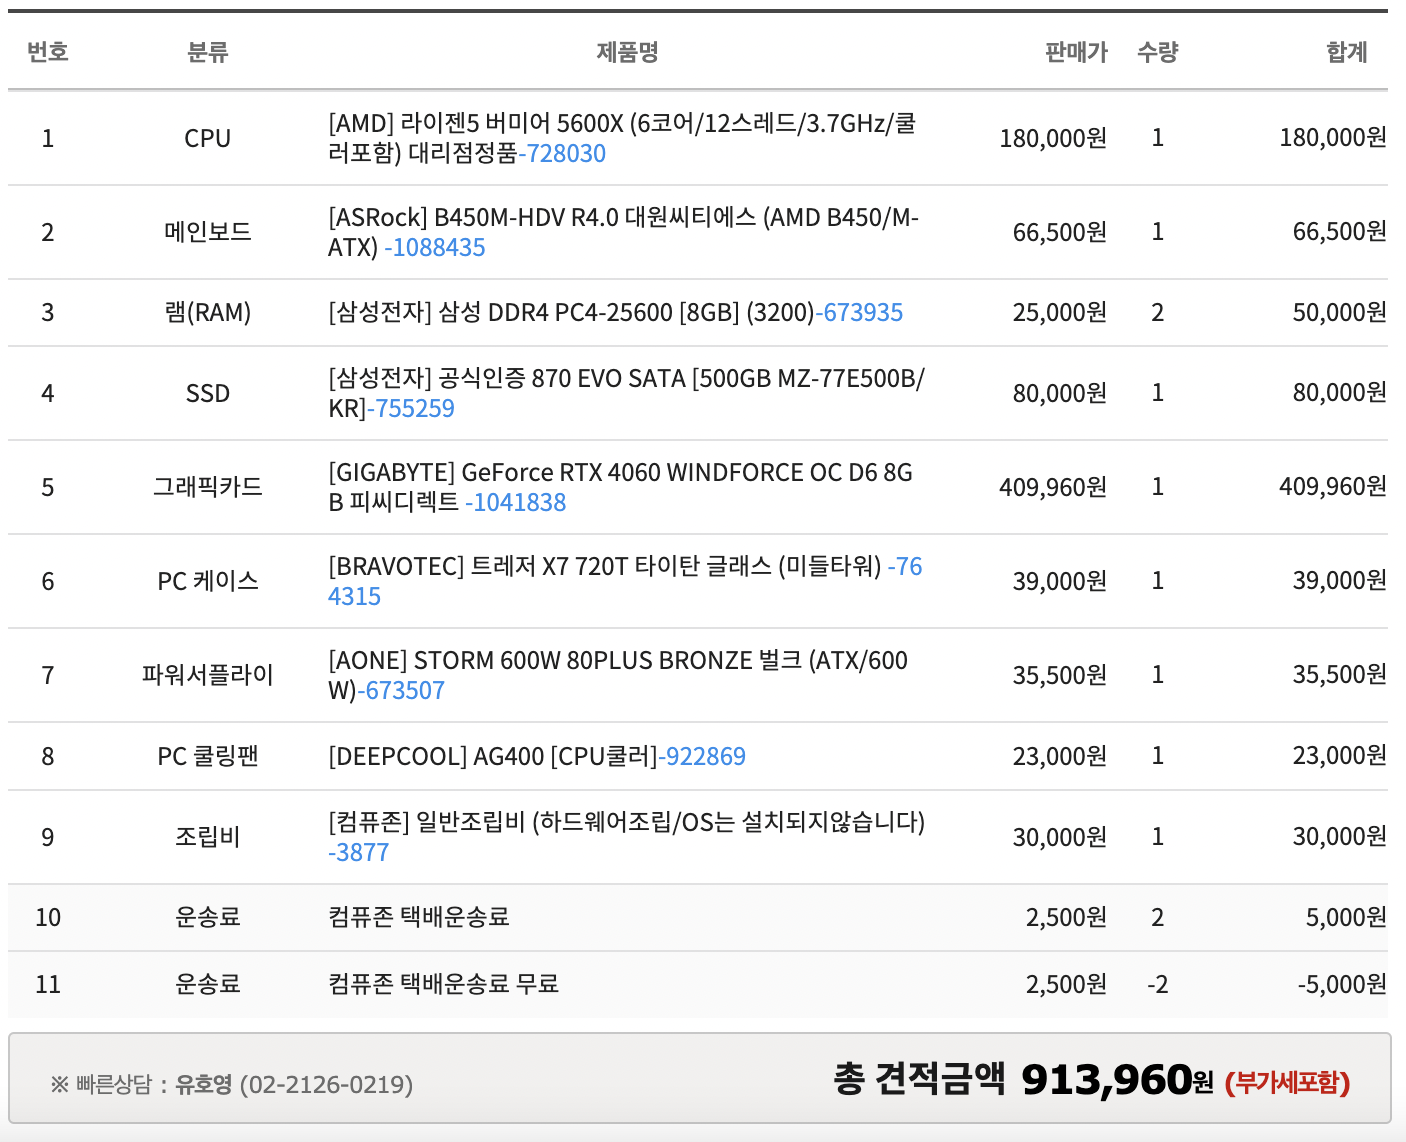 번호 분류 제품명 판매가 수량 합계
1 CPU [AMD] 라이젠5 버미어 5600X (6코어/12스레드/3.7GHz/쿨
러포함) 대리점정품-728030 180,000원 1 180,000원
2 메인보드 [ASRock] B450M-HDV R4.0 대원씨티에스 (AMD B450/M-
ATX) -1088435 66,500원 1 66,500원
3 램(RAM) [삼성전자] 삼성 DDR4 PC4-25600 [8GB] (3200)-673935 25,000원 2 50,000원
4 SSD [삼성전자] 공식인증 870 EVO SATA [500GB MZ-77E500B/
KR]-755259 80,000원 1 80,000원
5 그래픽카드 [GIGABYTE] GeForce RTX 4060 WINDFORCE OC D6 8G
B 피씨디렉트 -1041838 409,960원 1 409,960원
6 PC 케이스 [BRAVOTEC] 트레저 X7 720T 타이탄 글래스 (미들타워) -76
4315 39,000원 1 39,000원
7 파워서플라이 [AONE] STORM 600W 80PLUS BRONZE 벌크 (ATX/600
W)-673507 35,500원 1 35,500원
8 PC 쿨링팬 [DEEPCOOL] AG400 [CPU쿨러]-922869 23,000원 1 23,000원
9 조립비 [컴퓨존] 일반조립비 (하드웨어조립/OS는 설치되지않습니다)
-3877 30,000원 1 30,000원
10 운송료 컴퓨존 택배운송료 2,500원 2 5,000원
11 운송료 컴퓨존 택배운송료 무료 2,500원 -2 -5,000원
※ 빠른상담 : 유호영 (02-2126-0219) 총 견적금액 913,960원 (부가세포함)